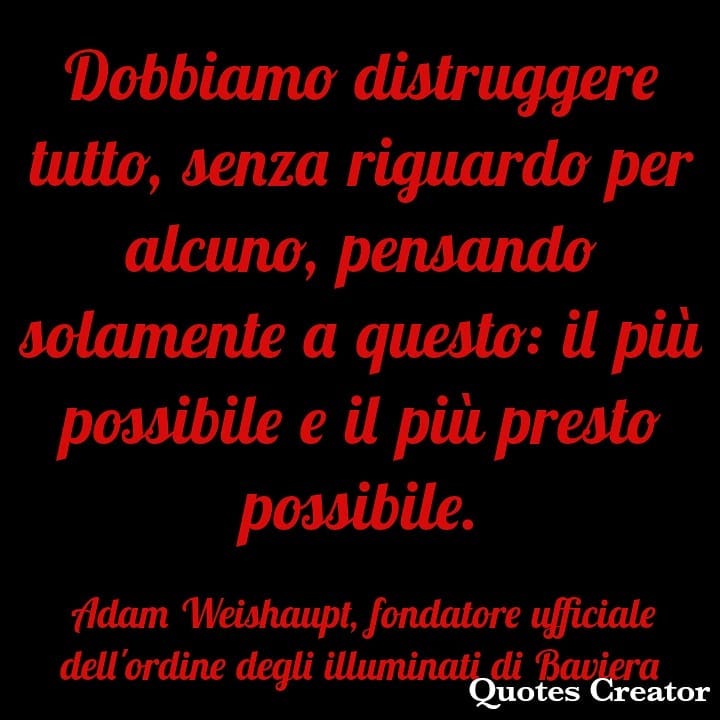 Dobbiamo distruggere
tutto, senza riguardo per
alcuno, pensando
solamente a questo: il più
possibile e il più presto
possibile.
Adam Weishaupt, fondatore ufficiale
dell'ordine degli illuminati di Baviera
Quotes Creator